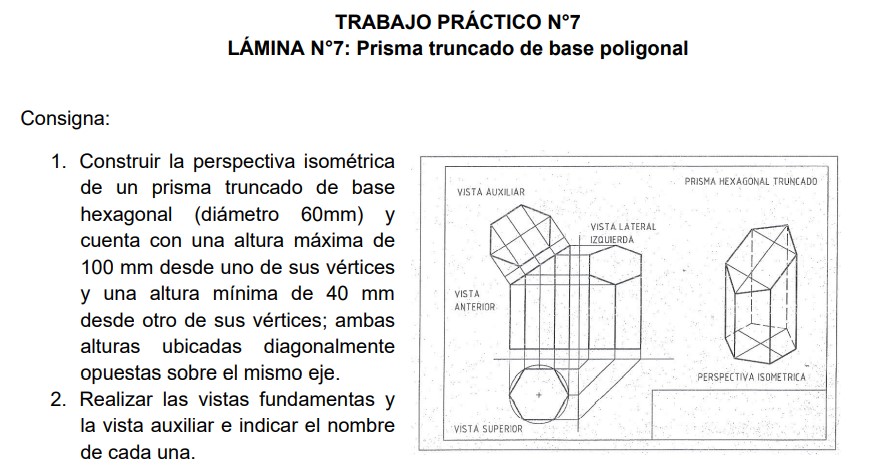 TRABAJO PRÁCTICO N°7
LÁMINA N°7: Prisma truncado de base poligonal
Consigna:
1. Construir la perspectiva isométrica
de un prisma truncado de base
hexagonal (diámetro 60mm) y
cuenta con una altura máxima de
100 mm desde uno de sus vértices
y una altura mínima de 40 mm
desde otro de sus vértices; ambas
alturas ubicadas diagonalmente
opuestas sobre el mismo eje.
2. Realizar las vistas fundamentas y
la vista auxiliar e indicar el nombre
de cada una.
PRISMA HEXAGONAL TRUNCADO
VISTA AUXILIAR
VISTA LATERAL
IZQUIERDA
VISTA
ANTERIOR
PERSPECTIVA ISOMETRICA
VISTA SUPERIOR